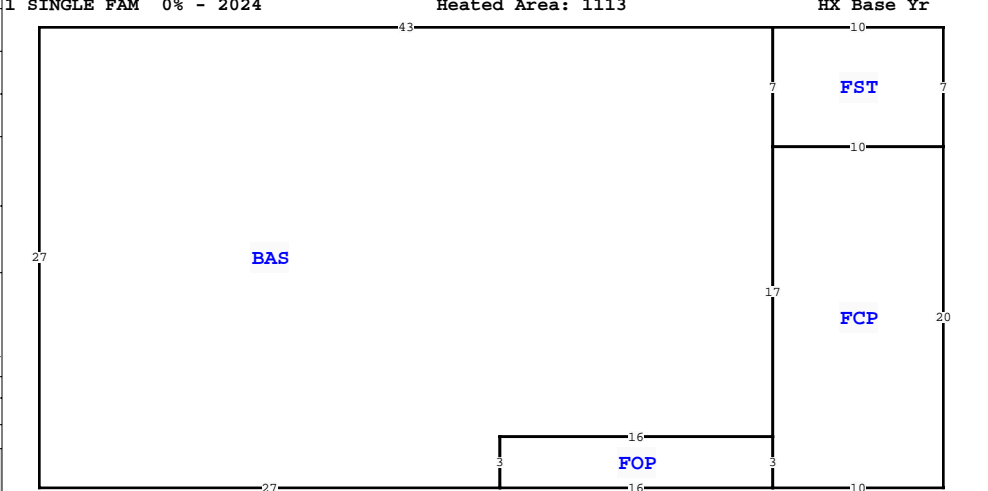 1 SINGLE FAM 0% - 2024 Heated Area: 1113 HX Base Yr
43 10
7 FST 7
10
27 BAS
17
FCP 20
16
3 FOP 3
27 16 10